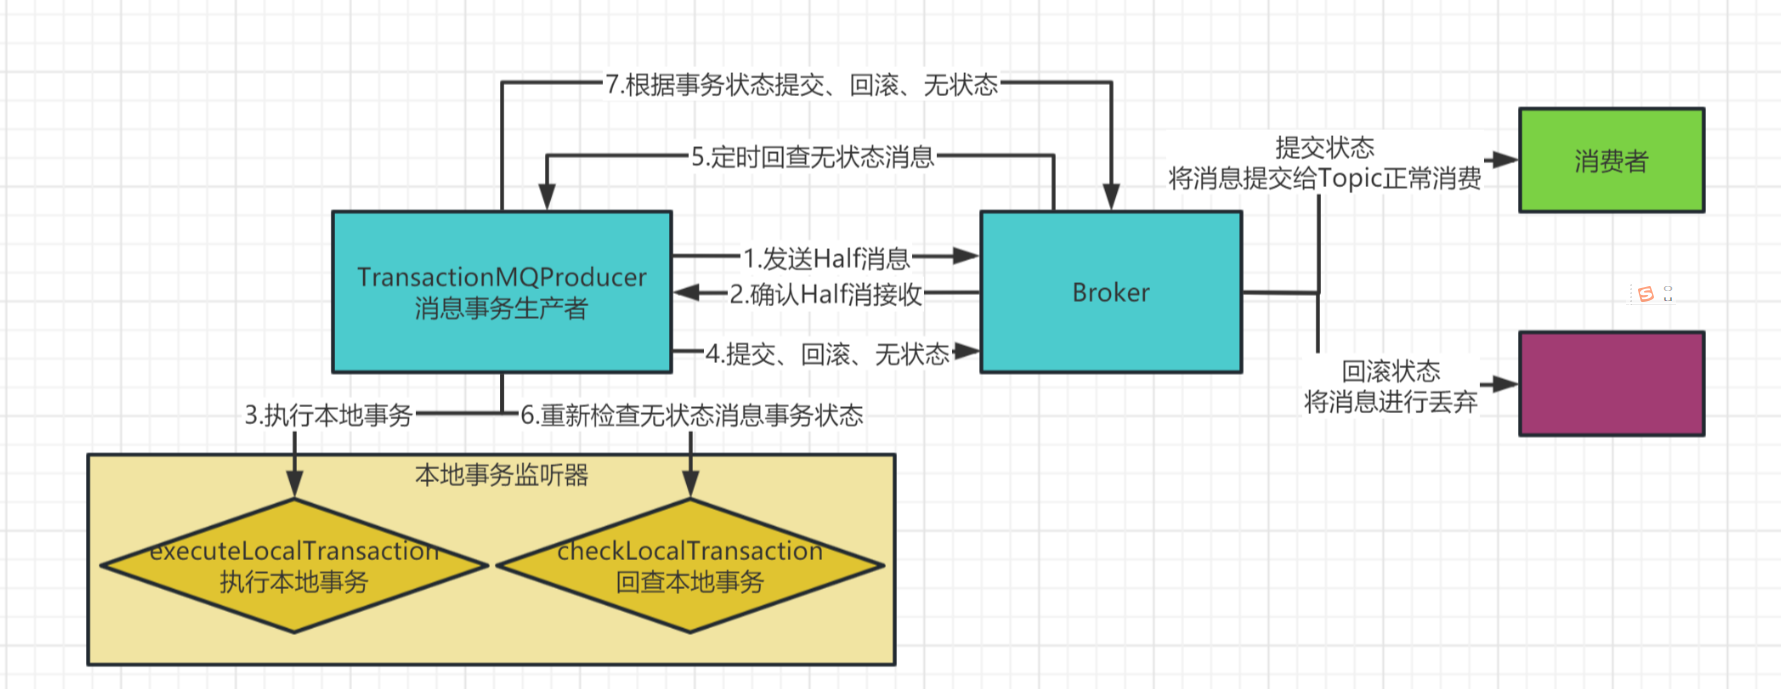 7.根据事务状态提交、回滚、无状态
5.定时回查无状态消息
提交状态
将消息提交给Topic正常消费
消费者
TransactionMQProducer
消息事务生产者
1.发送Half消息
2.确认Half消接收
4.提交、回滚、无状态
Broker
回滚状态
将消息进行丢弃
3.执行本地事务
6.重新检查无状态消息事务状态
本地事务监听器
executeLocalTransaction
执行本地事务
checkLocalTransaction
回查本地事务